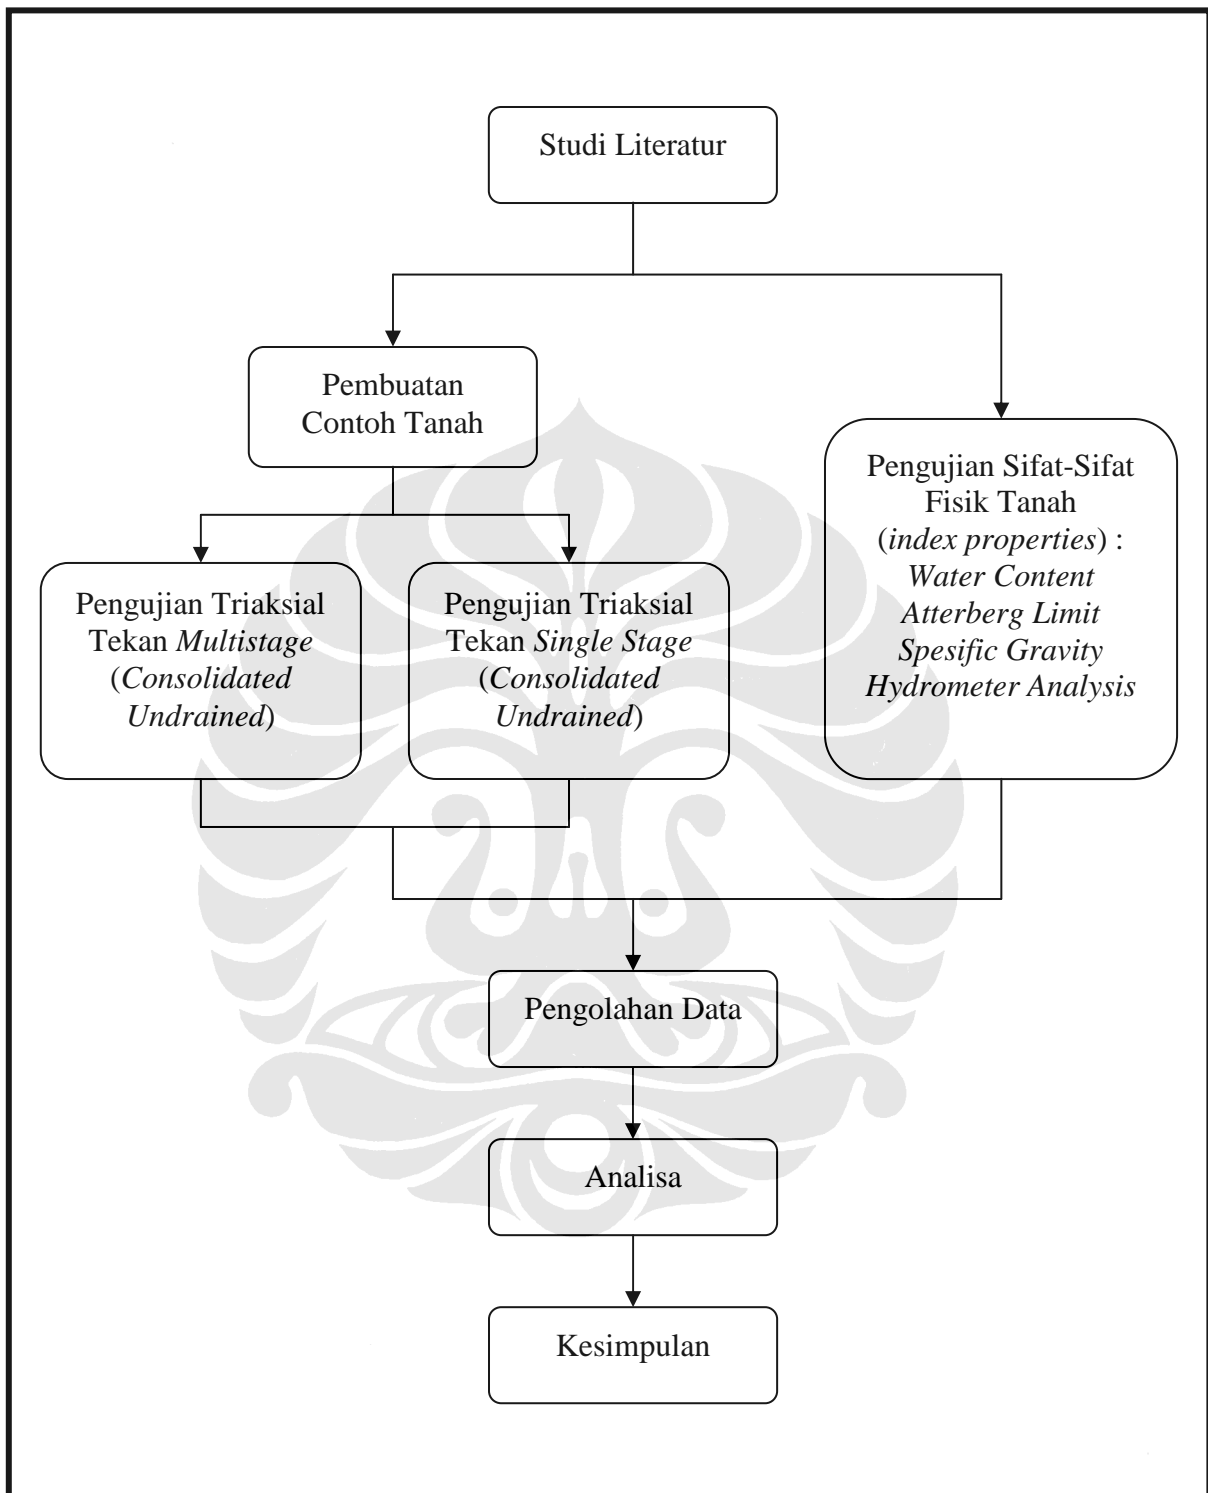 Studi Literatur
Pembuatan
Contoh Tanah
Pengujian Sifat-Sifat
Fisik Tanah
(index properties) :
Water Content
Atterberg Limit
Spesific Gravity
Hydrometer Analysis
Pengujian Triaksial
Tekan Multistage
(Consolidated
Undrained)
Pengujian Triaksial
Tekan Single Stage
(Consolidated
Undrained)
Pengolahan Data
Analisa
Kesimpulan